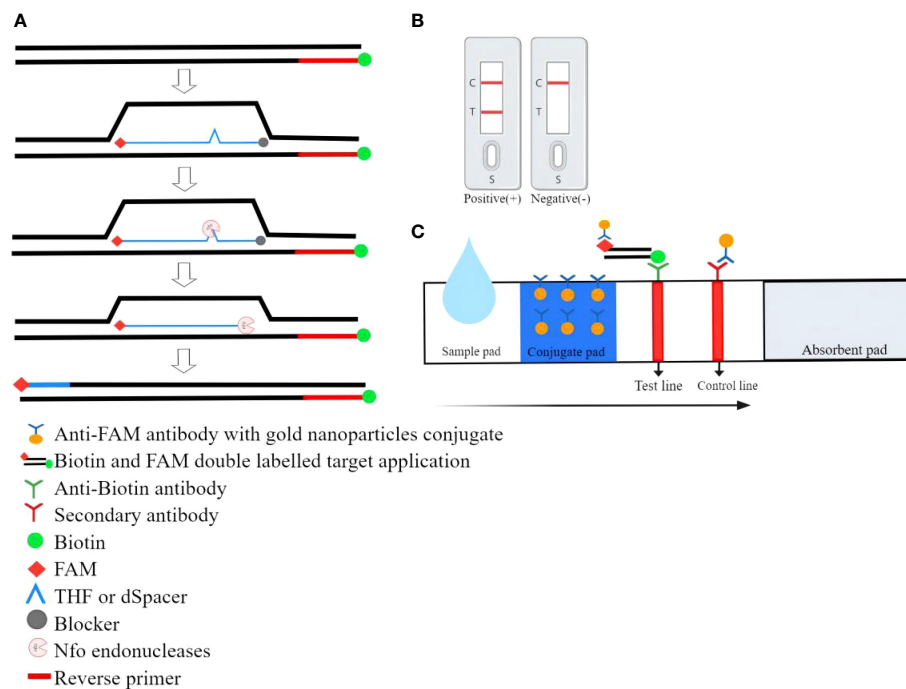 A
B
C
T
S
Positive(+)
C
T
S
Negative(-)
C
Sample pad
Conjugate pad
Absorbent pad
Test line
Control line
Anti-FAM antibody with gold nanoparticles conjugate
Biotin and FAM double labelled target application
Anti-Biotin antibody
Secondary antibody
Biotin
FAM
THF or dSpacer
Blocker
Nfo endonucleases
Reverse primer